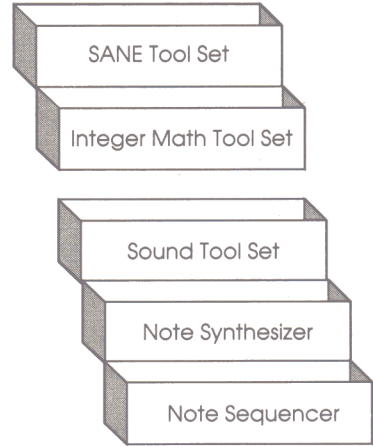 SANE Tool Set
Integer Math Tool Set
Sound Tool Set
Note Synthesizer
Note Sequencer